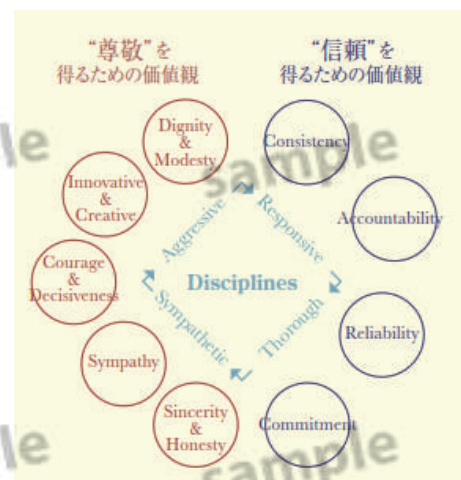 “尊敬”を
得るための価値観
“信頼”を
得るための価値観
Dignity
&
Modesty
Innovative
&
Creative
Courage
&
Decisiveness
Sympathy
Sincerity
&
Honesty
Consistency
Accountability
Reliability
Commitment
Aggressive
Responsive
Disciplines
Sympathetic
Thorough
le
sample
le
sample